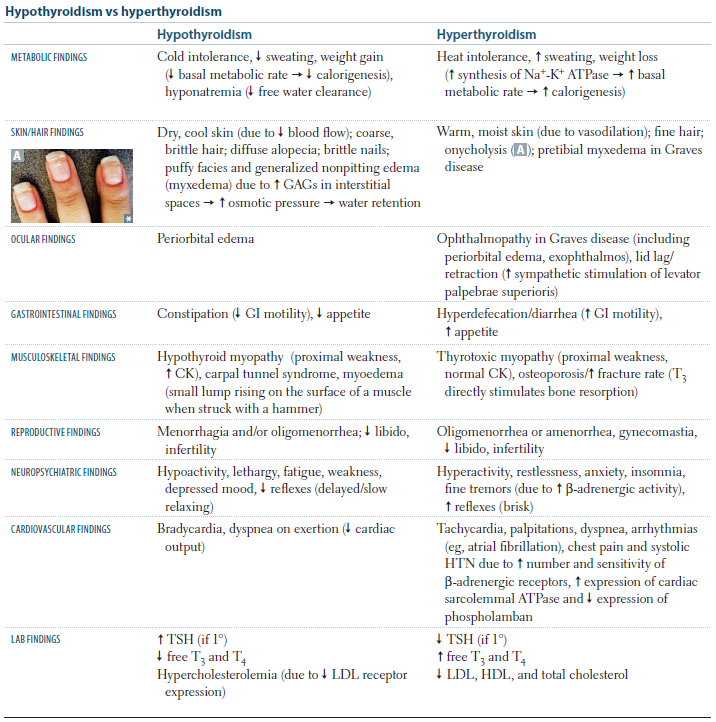 Hypothyroidism vs hyperthyroidism
Hypothyroidism
Hyperthyroidism
METABOLIC FINDINGS
Cold intolerance, ↓ sweating, weight gain
(↓ basal metabolic rate → ↓ calorigenesis),
hyponatremia (↓ free water clearance)
Heat intolerance, ↑ sweating, weight loss
(↑ synthesis of Na⁺-K⁺ ATPase → ↑ basal
metabolic rate → ↑ calorigenesis)
SKIN/HAIR FINDINGS
A
*
Dry, cool skin (due to ↓ blood flow); coarse,
brittle hair; diffuse alopecia; brittle nails;
puffy facies and generalized nonpitting edema
(myxedema) due to ↑ GAGs in interstitial
spaces → ↑ osmotic pressure → water retention
Warm, moist skin (due to vasodilation); fine hair;
onycholysis (A); pretibial myxedema in Graves
disease
OCULAR FINDINGS
Periorbital edema
Ophthalmopathy in Graves disease (including
periorbital edema, exophthalmos), lid lag/
retraction (↑ sympathetic stimulation of levator
palpebrae superioris)
GASTROINTESTINAL FINDINGS
Constipation (↓ GI motility), ↓ appetite
Hyperdefecation/diarrhea (↑ GI motility),
↑ appetite
MUSCULOSKELETAL FINDINGS
Hypothyroid myopathy (proximal weakness,
↑ CK), carpal tunnel syndrome, myoedema
(small lump rising on the surface of a muscle
when struck with a hammer)
Thyrotoxic myopathy (proximal weakness,
normal CK), osteoporosis/↑ fracture rate (T₃
directly stimulates bone resorption)
REPRODUCTIVE FINDINGS
Menorrhagia and/or oligomenorrhea; ↓ libido,
infertility
Oligomenorrhea or amenorrhea, gynecomastia,
↓ libido, infertility
NEUROPSYCHIATRIC FINDINGS
Hypoactivity, lethargy, fatigue, weakness,
depressed mood, ↓ reflexes (delayed/slow
relaxing)
Hyperactivity, restlessness, anxiety, insomnia,
fine tremors (due to ↑ β-adrenergic activity),
↑ reflexes (brisk)
CARDIOVASCULAR FINDINGS
Bradycardia, dyspnea on exertion (↓ cardiac
output)
Tachycardia, palpitations, dyspnea, arrhythmias
(eg, atrial fibrillation), chest pain and systolic
HTN due to ↑ number and sensitivity of
β-adrenergic receptors, ↑ expression of cardiac
sarcolemmal ATPase and ↓ expression of
phospholamban
LAB FINDINGS
↑ TSH (if 1°)
↓ free T₃ and T₄
Hypercholesterolemia (due to ↓ LDL receptor
expression)
↓ TSH (if 1°)
↑ free T₃ and T₄
↓ LDL, HDL, and total cholesterol